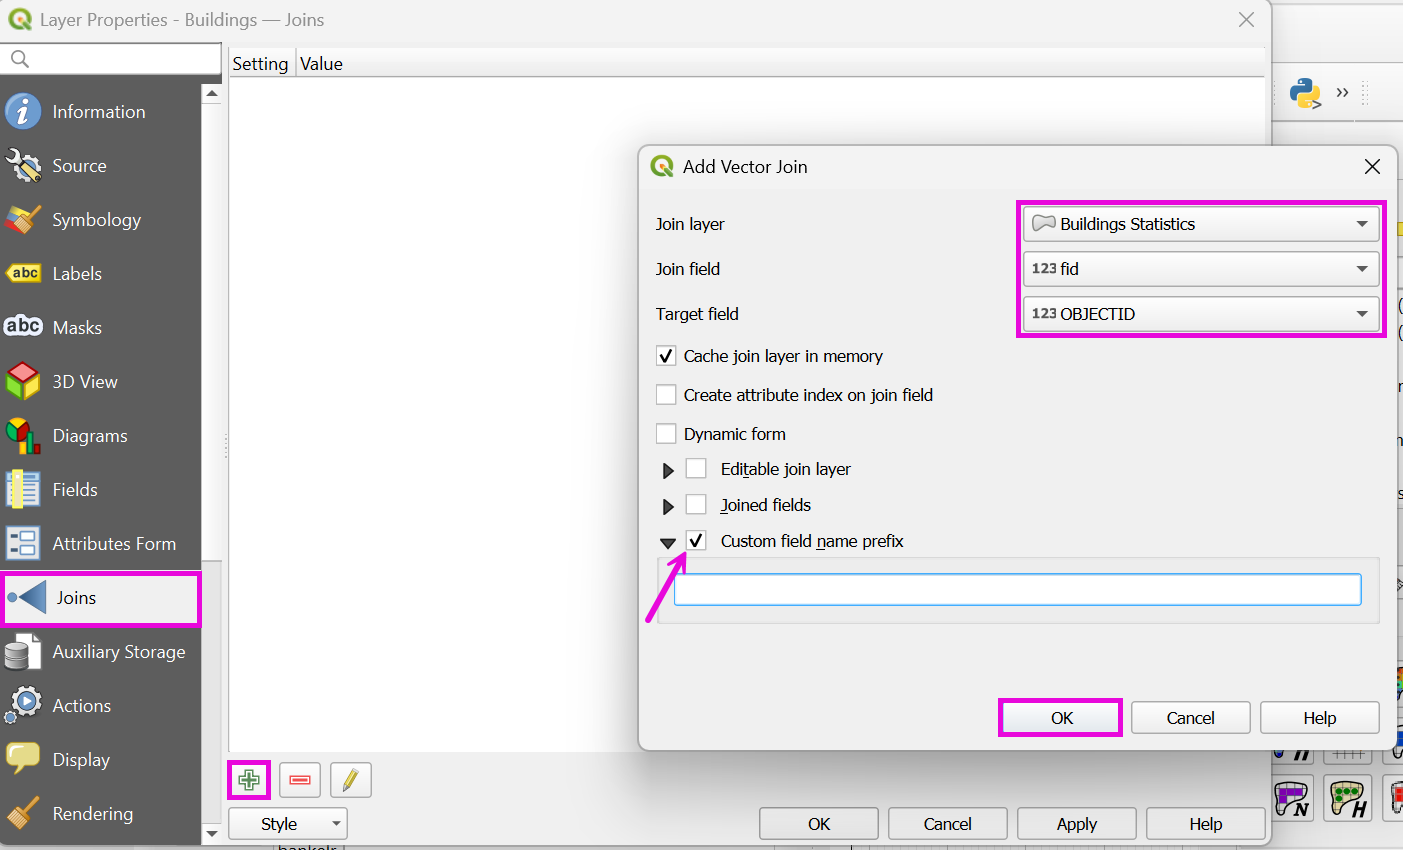 Layer Properties - Buildings — Joins
Setting
Value
Information
Source
Symbology
abc
Labels
abc
Masks
3D View
Diagrams
Fields
Attributes Form
Joins
Auxiliary Storage
Actions
Display
Rendering
Style
OK
Cancel
Apply
Help
Add Vector Join
Join layer
Buildings Statistics
Join field
123 fid
Target field
123 OBJECTID
Cache join layer in memory
Create attribute index on join field
Dynamic form
Editable join layer
Joined fields
Custom field name prefix
OK
Cancel
Help
N
H